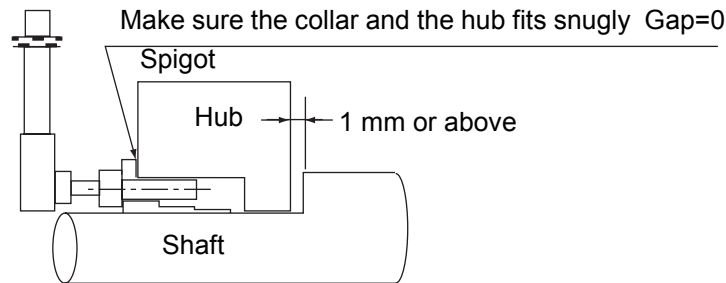 Make sure the collar and the hub fits snugly Gap=0
Spigot
Hub
1 mm or above
Shaft